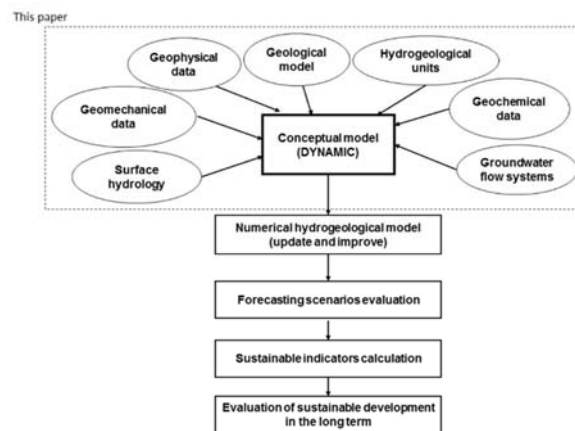 This paper
Geophysical
data
Geological
model
Hydrogeological
units
Geomechanical
data
Geochemical
data
Conceptual model
(DYNAMIC)
Surface
hydrology
Groundwater
flow systems
Numerical hydrogeological model
(update and improve)
Forecasting scenarios evaluation
Sustainable indicators calculation
Evaluation of sustainable development
in the long term